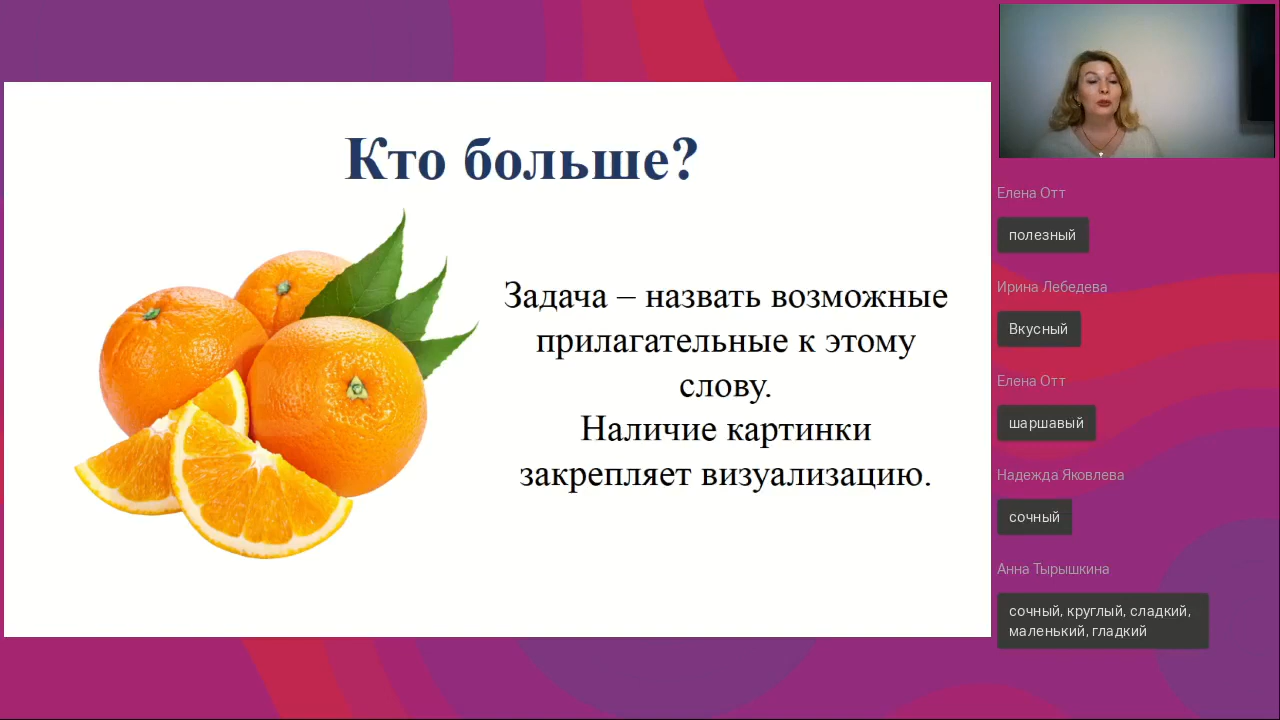 Кто больше?
Задача – назвать возможные
прилагательные к этому
слову.
Наличие картинки
закрепляет визуализацию.
Елена Отт
полезный
Ирина Лебедева
Вкусный
Елена Отт
шаршавый
Надежда Яковлева
сочный
Анна Тырышкина
сочный, круглый, сладкий,
маленький, гладкий